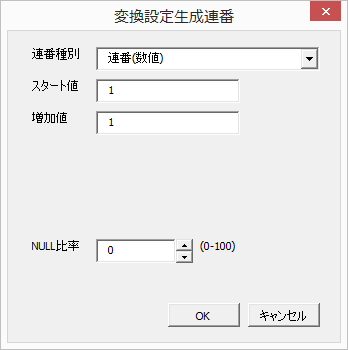 変換設定生成連番
連番種別 連番(数値)
スタート値 1
増加値 1
NULL比率 0 (0-100)
OK キャンセル